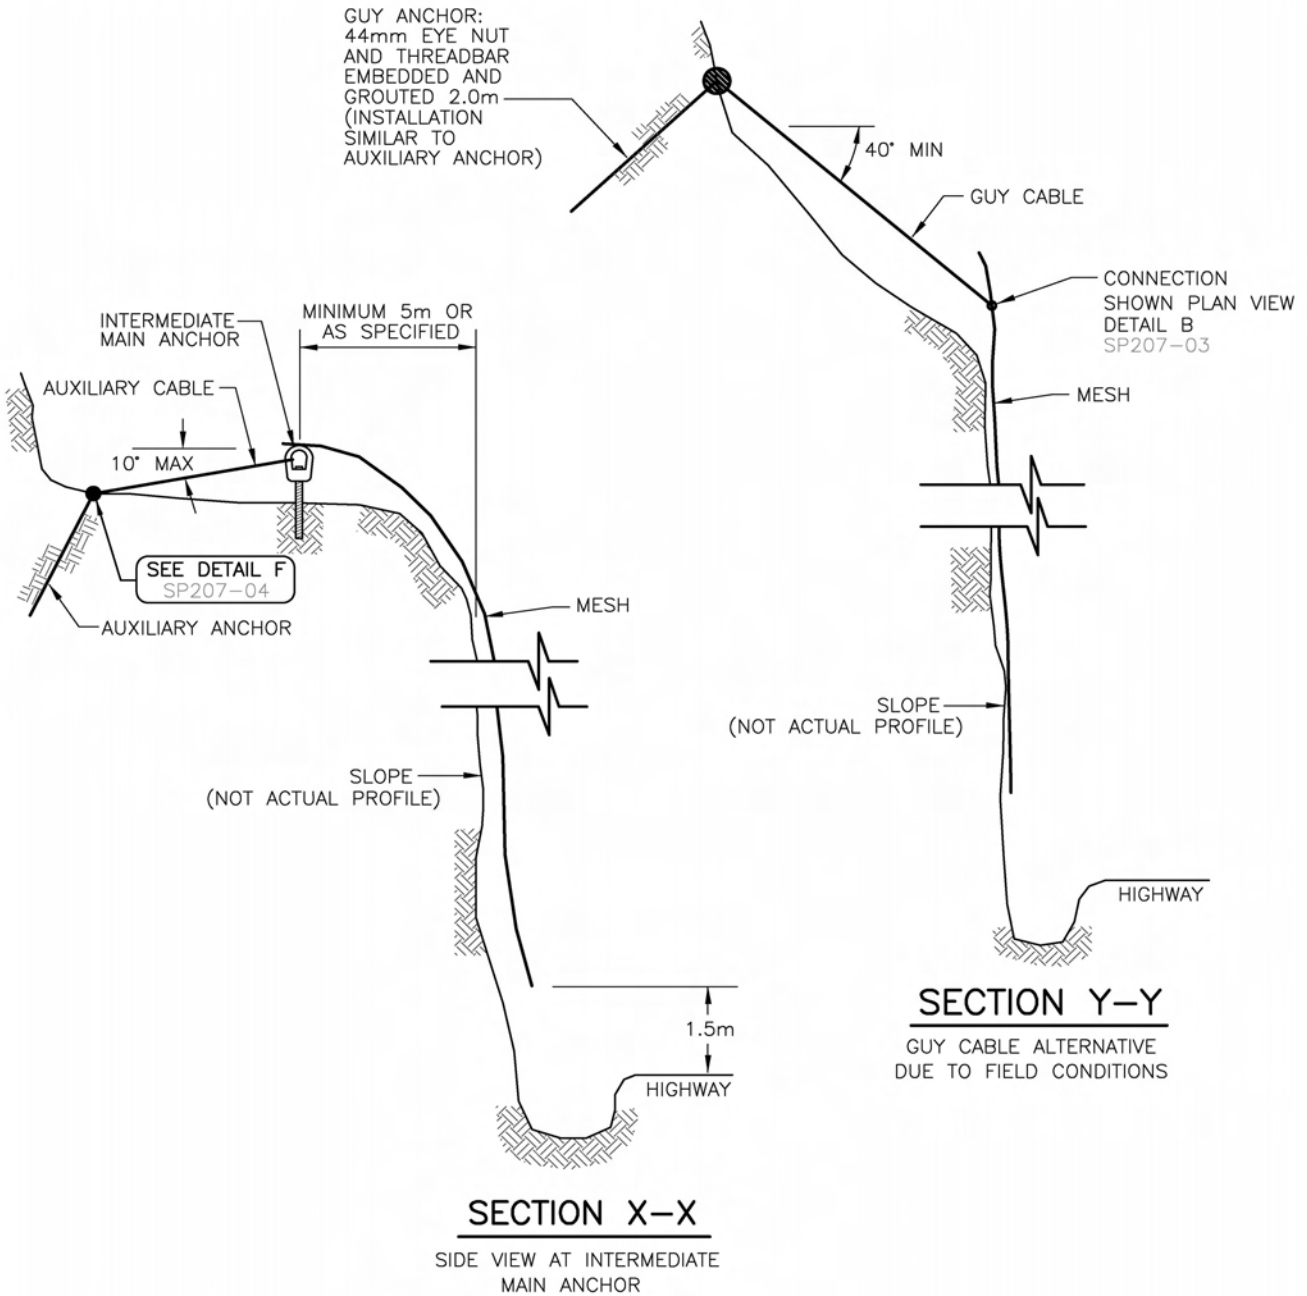 GUY ANCHOR:
44mm EYE NUT
AND THREADBAR
EMBEDDED AND
GROUTED 2.0m
(INSTALLATION
SIMILAR TO
AUXILIARY ANCHOR)
40° MIN
GUY CABLE
CONNECTION
SHOWN PLAN VIEW
DETAIL B
SP207-03
MESH
INTERMEDIATE
MAIN ANCHOR
MINIMUM 5m OR
AS SPECIFIED
AUXILIARY CABLE
10° MAX
SEE DETAIL F
SP207-04
AUXILIARY ANCHOR
MESH
SLOPE
(NOT ACTUAL PROFILE)
SLOPE
(NOT ACTUAL PROFILE)
HIGHWAY
SECTION Y-Y
GUY CABLE ALTERNATIVE
DUE TO FIELD CONDITIONS
1.5m
HIGHWAY
SECTION X-X
SIDE VIEW AT INTERMEDIATE
MAIN ANCHOR